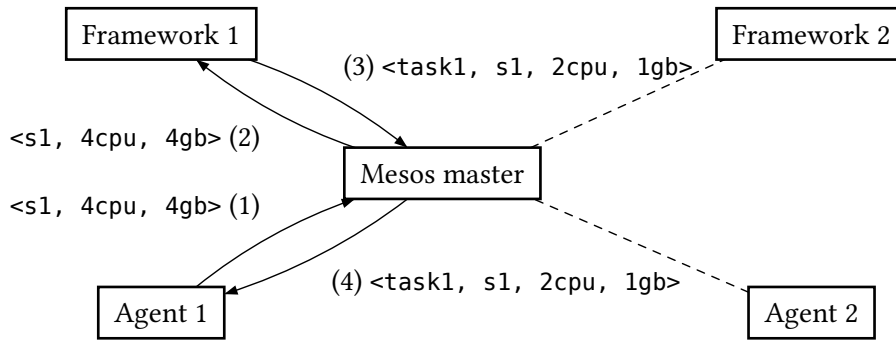 Framework 1
Framework 2
(3) <task1, s1, 2cpu, 1gb>
<s1, 4cpu, 4gb> (2)
Mesos master
<s1, 4cpu, 4gb> (1)
(4) <task1, s1, 2cpu, 1gb>
Agent 1
Agent 2